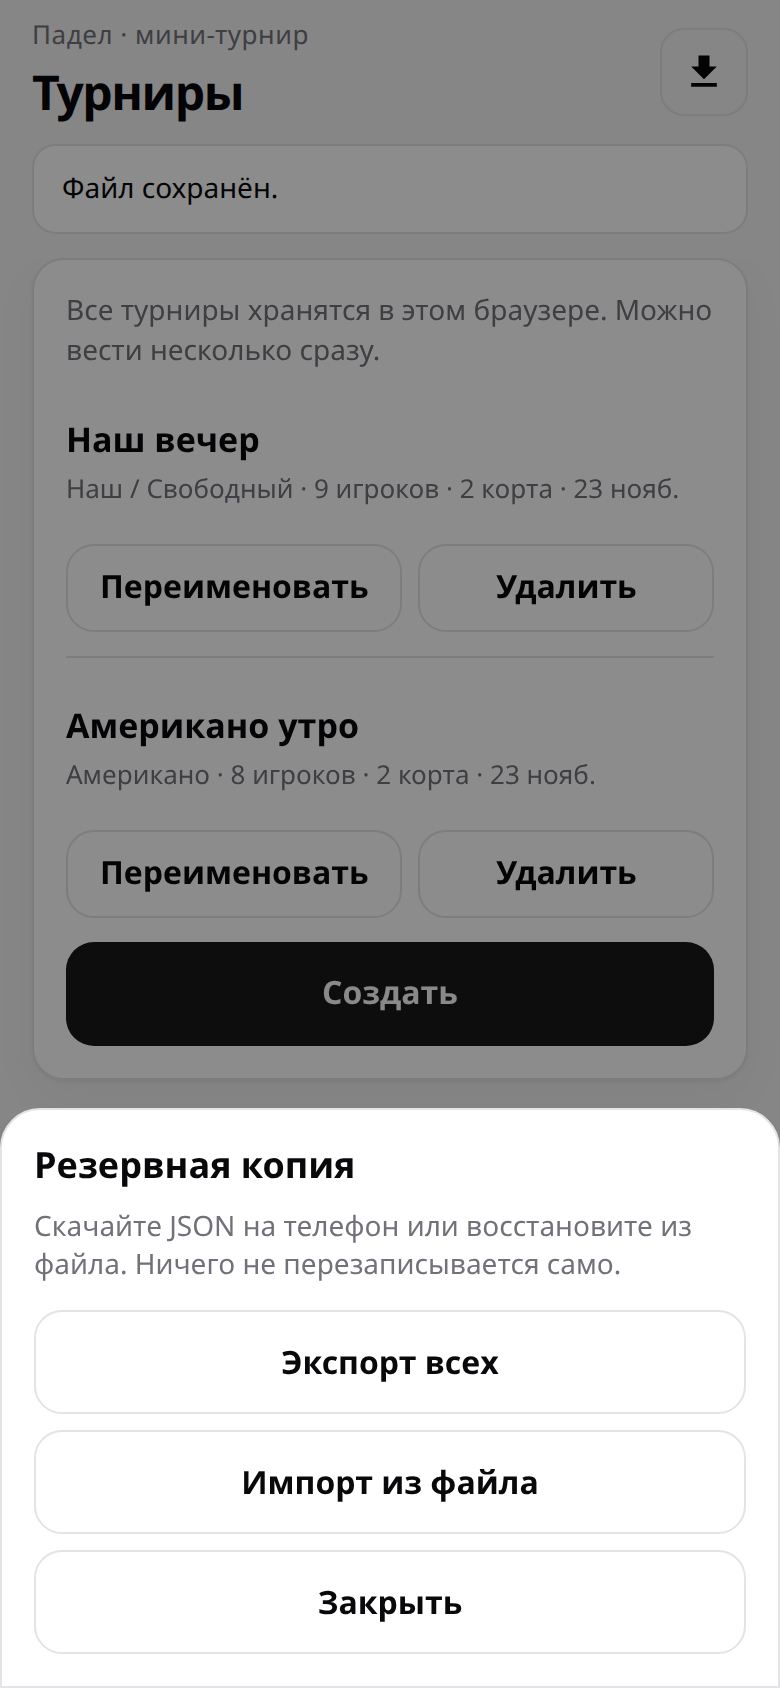 Падел · мини-турнир
Турниры
Файл сохранён.
Все турниры хранятся в этом браузере. Можно
вести несколько сразу.
Наш вечер
Наш / Свободный · 9 игроков · 2 корта · 23 нояб.
Переименовать
Удалить
Американо утро
Американо · 8 игроков · 2 корта · 23 нояб.
Переименовать
Удалить
Создать
Резервная копия
Скачайте JSON на телефон или восстановите из
файла. Ничего не перезаписывается само.
Экспорт всех
Импорт из файла
Закрыть